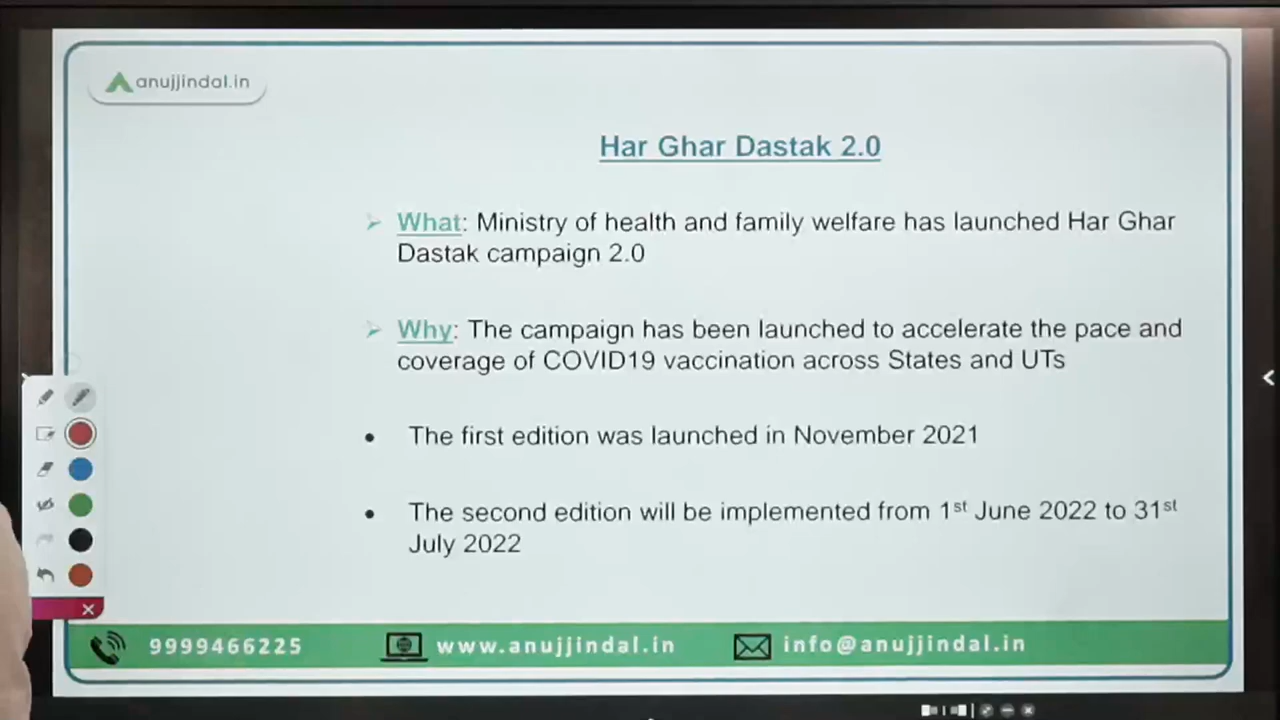 anujjindal.in
Har Ghar Dastak 2.0
What: Ministry of health and family welfare has launched Har Ghar
Dastak campaign 2.0
Why: The campaign has been launched to accelerate the pace and
coverage of COVID19 vaccination across States and UTs
The first edition was launched in November 2021
The second edition will be implemented from 1st June 2022 to 31st
July 2022
9999466225
www.anujjindal.in
info@anujjindal.in